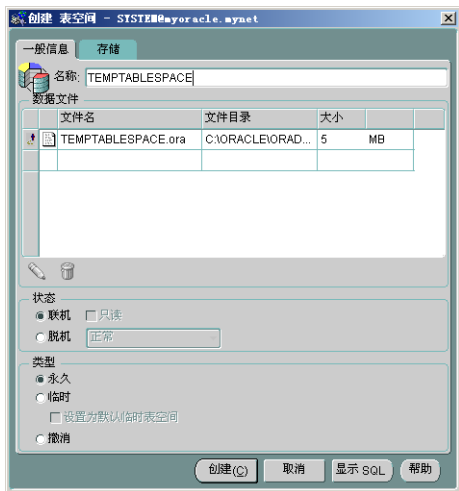 创建 表空间 - SYSTEM@myoracle.mynet
一般信息 存储
名称: TEMPTABLESPACE
数据文件
文件名 文件目录 大小
TEMPTABLESPACE.ora C:\ORACLE\ORAD... 5 MB
状态
联机 只读
脱机 正常
类型
永久
临时
设置为默认临时表空间
撤消
创建(C) 取消 显示 SQL 帮助